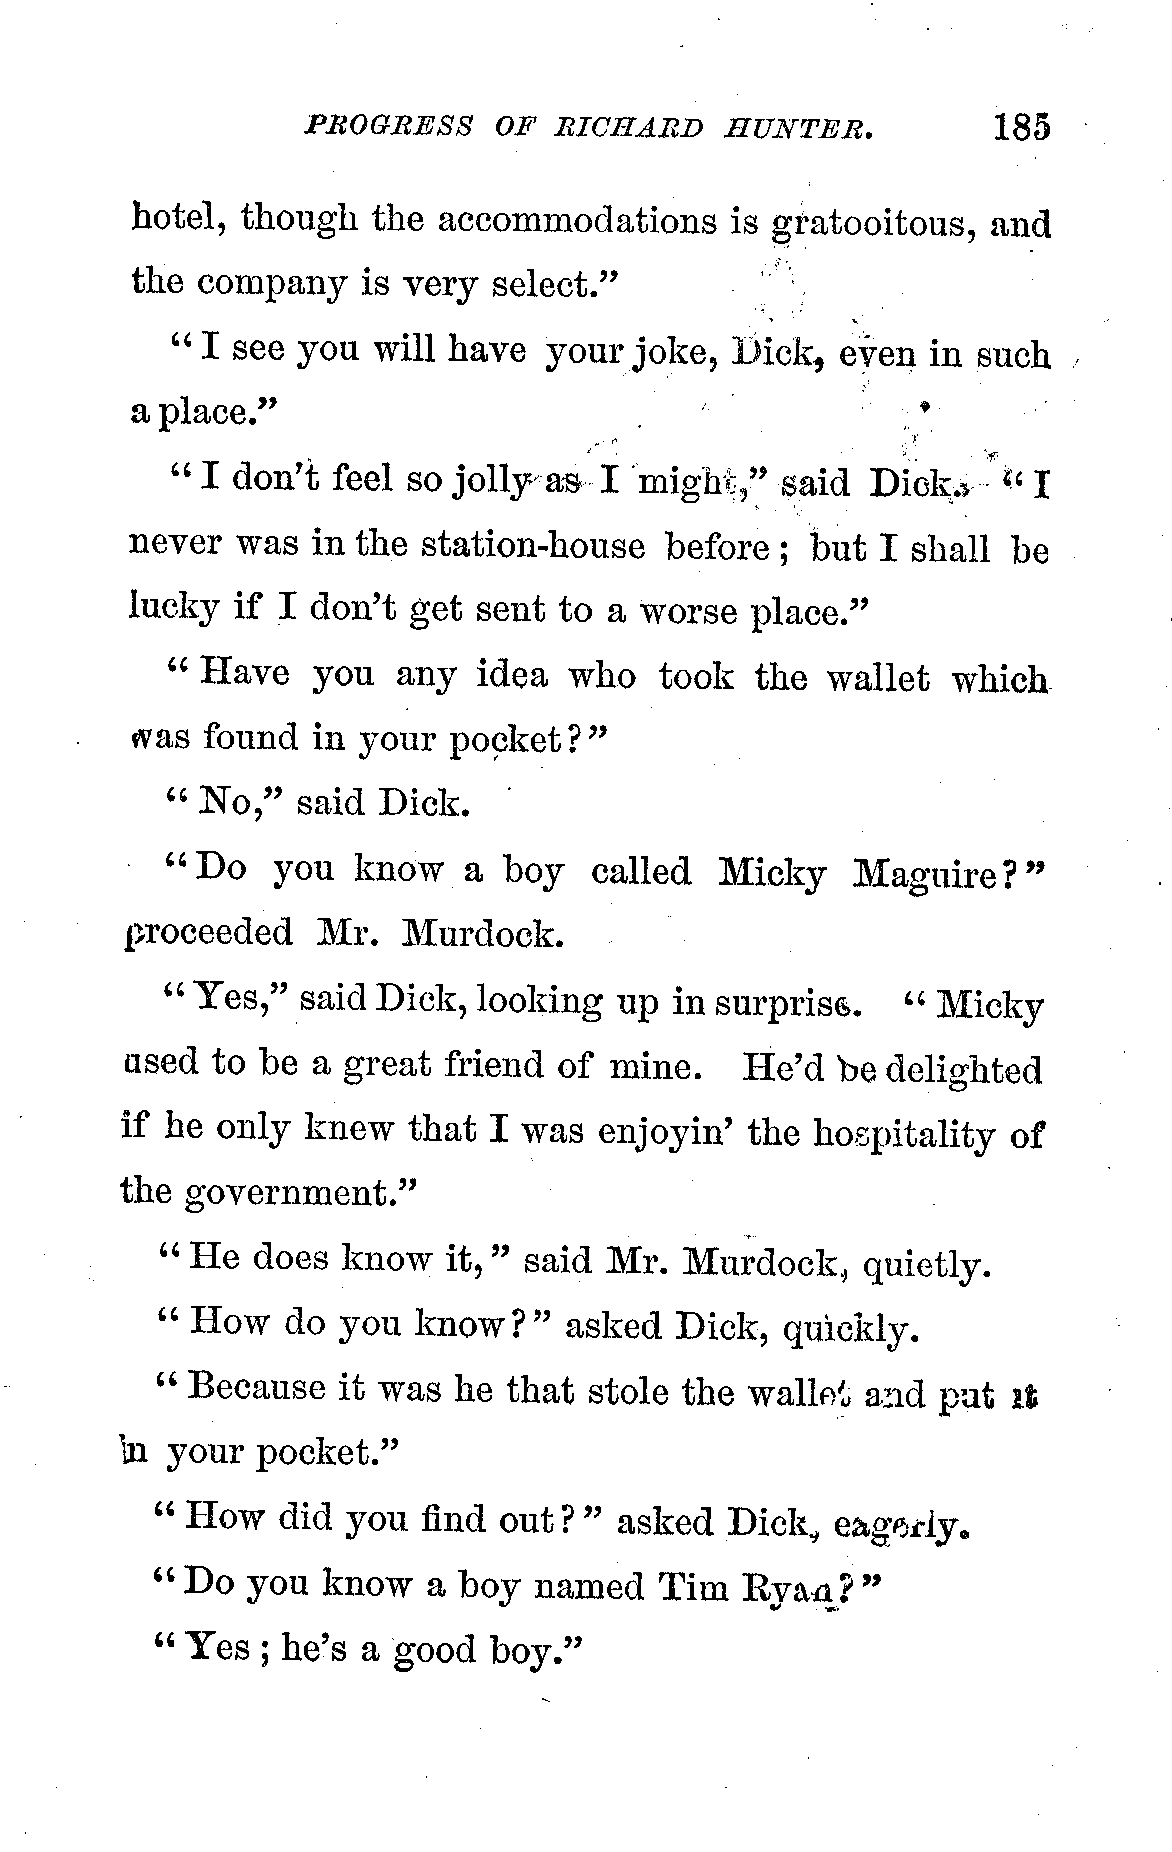 PROGRESS OF RICHARD HUNTER. 185
hotel, though the accommodations is gratooitous, and
the company is very select."
"I see you will have your joke, Dick, even in such
a place."
"I don't feel so jolly as I might," said Dick. "I
never was in the station-house before; but I shall be
lucky if I don't get sent to a worse place."
"Have you any idea who took the wallet which
was found in your pocket?"
"No," said Dick.
"Do you know a boy called Micky Maguire?"
proceeded Mr. Murdock.
"Yes," said Dick, looking up in surprise. "Micky
used to be a great friend of mine. He'd be delighted
if he only knew that I was enjoyin' the hospitality of
the government."
"He does know it," said Mr. Murdock, quietly.
"How do you know?" asked Dick, quickly.
"Because it was he that stole the wallet and put it
in your pocket."
"How did you find out?" asked Dick, eagerly.
"Do you know a boy named Tim Ryan?"
"Yes; he's a good boy."